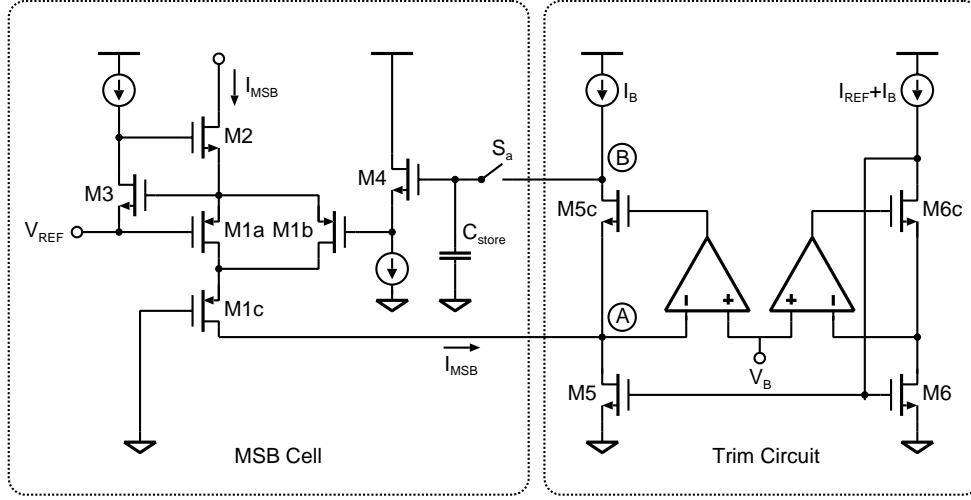 I_MSB
I_B
I_REF+I_B
M2
S_a
B
M4
M3
M5c
M6c
V_REF
M1a
M1b
C_store
M1c
A
I_MSB
V_B
M5
M6
MSB Cell
Trim Circuit